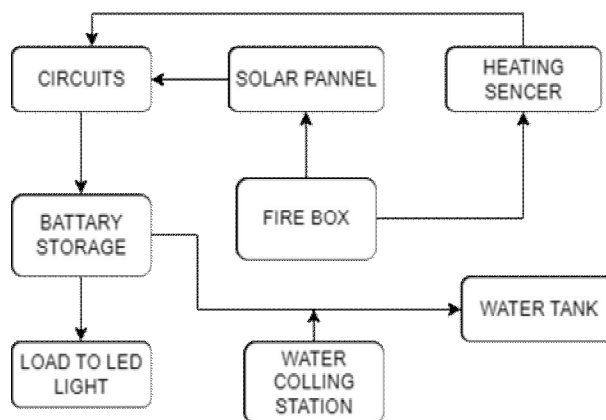 CIRCUITS
SOLAR PANNEL
HEATING
SENCER
BATTARY
STORAGE
FIRE BOX
WATER TANK
LOAD TO LED
LIGHT
WATER
COLLING
STATION